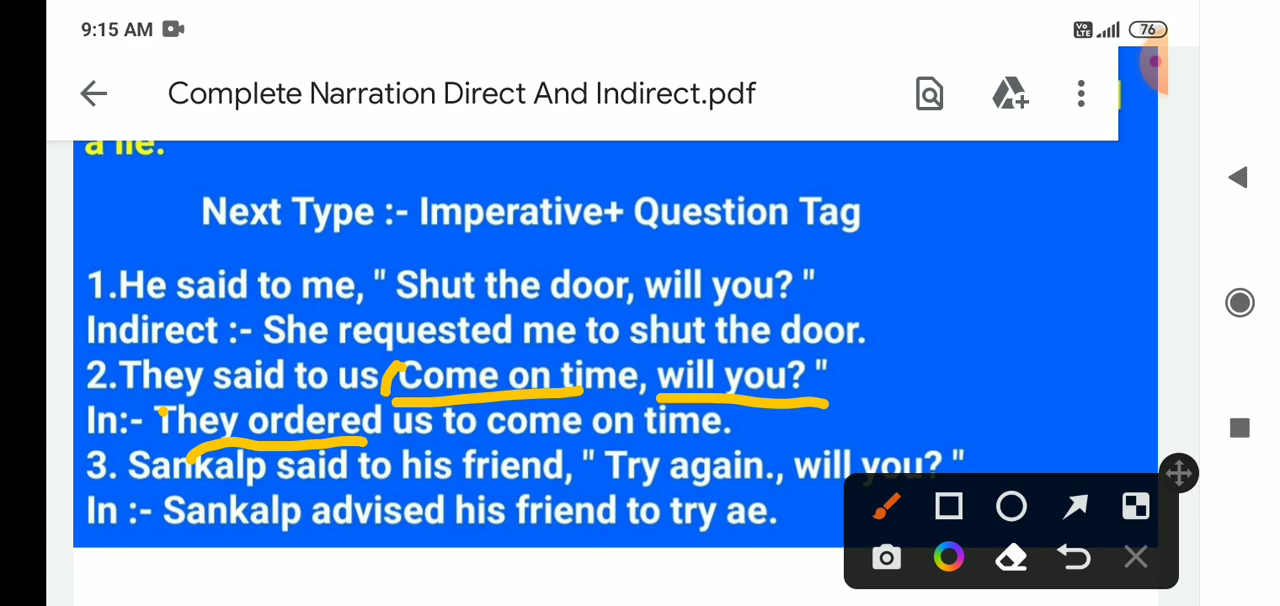 9:15 AM
VoLTE 76
Complete Narration Direct And Indirect.pdf
a lie.
Next Type :- Imperative+ Question Tag
1.He said to me, " Shut the door, will you? "
Indirect :- She requested me to shut the door.
2.They said to us, Come on time, will you? "
In:- They ordered us to come on time.
3. Sankalp said to his friend, " Try again., will you? "
In :- Sankalp advised his friend to try ae.